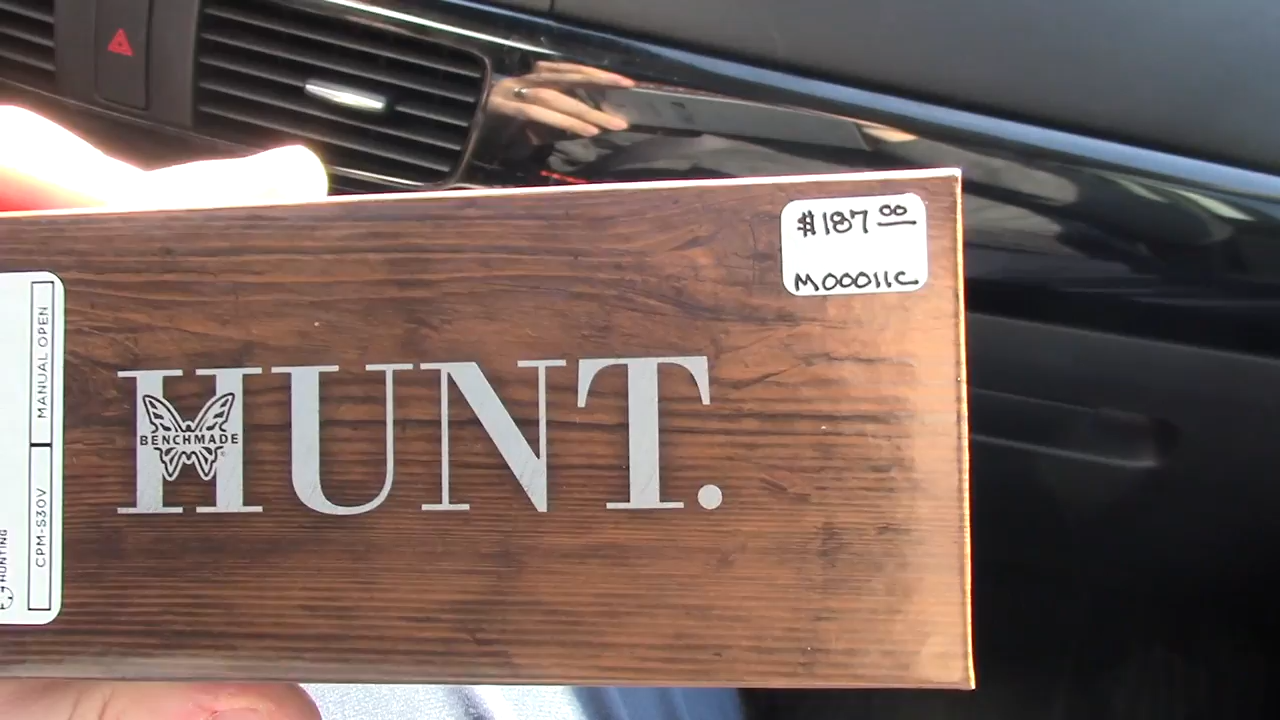 $187 00
M00011C
MANUAL OPEN
CPM-S30V
HUNTING
HUNT.
BENCHMADE